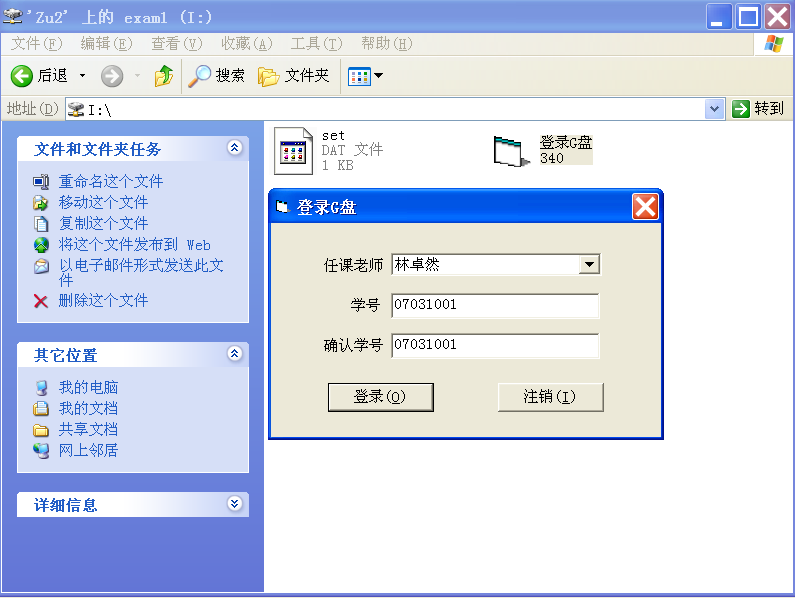 'Zu2' 上的 exam1 (I:)
文件(F) 编辑(E) 查看(V) 收藏(A) 工具(T) 帮助(H)
后退 搜索 文件夹
地址(D) I:\ 转到
文件和文件夹任务
重命名这个文件
移动这个文件
复制这个文件
将这个文件发布到 Web
以电子邮件形式发送此文
件
删除这个文件
其它位置
我的电脑
我的文档
共享文档
网上邻居
详细信息
set
DAT 文件
1 KB
登录G盘
340
登录G盘
任课老师 林卓然
学号 07031001
确认学号 07031001
登录(O) 注销(I)